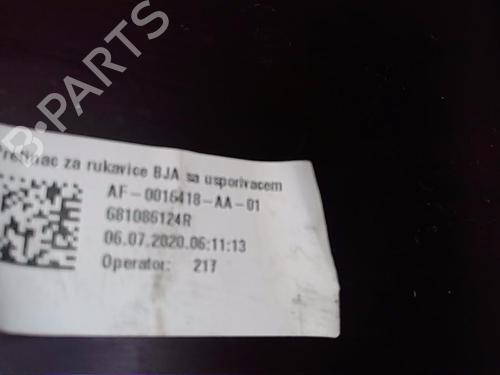 za rukavice BJA sa usporivacem
AF-0016418-AA-01
681086124R
06.07.2020.06:11:13
Operator: 217
B-PARTS